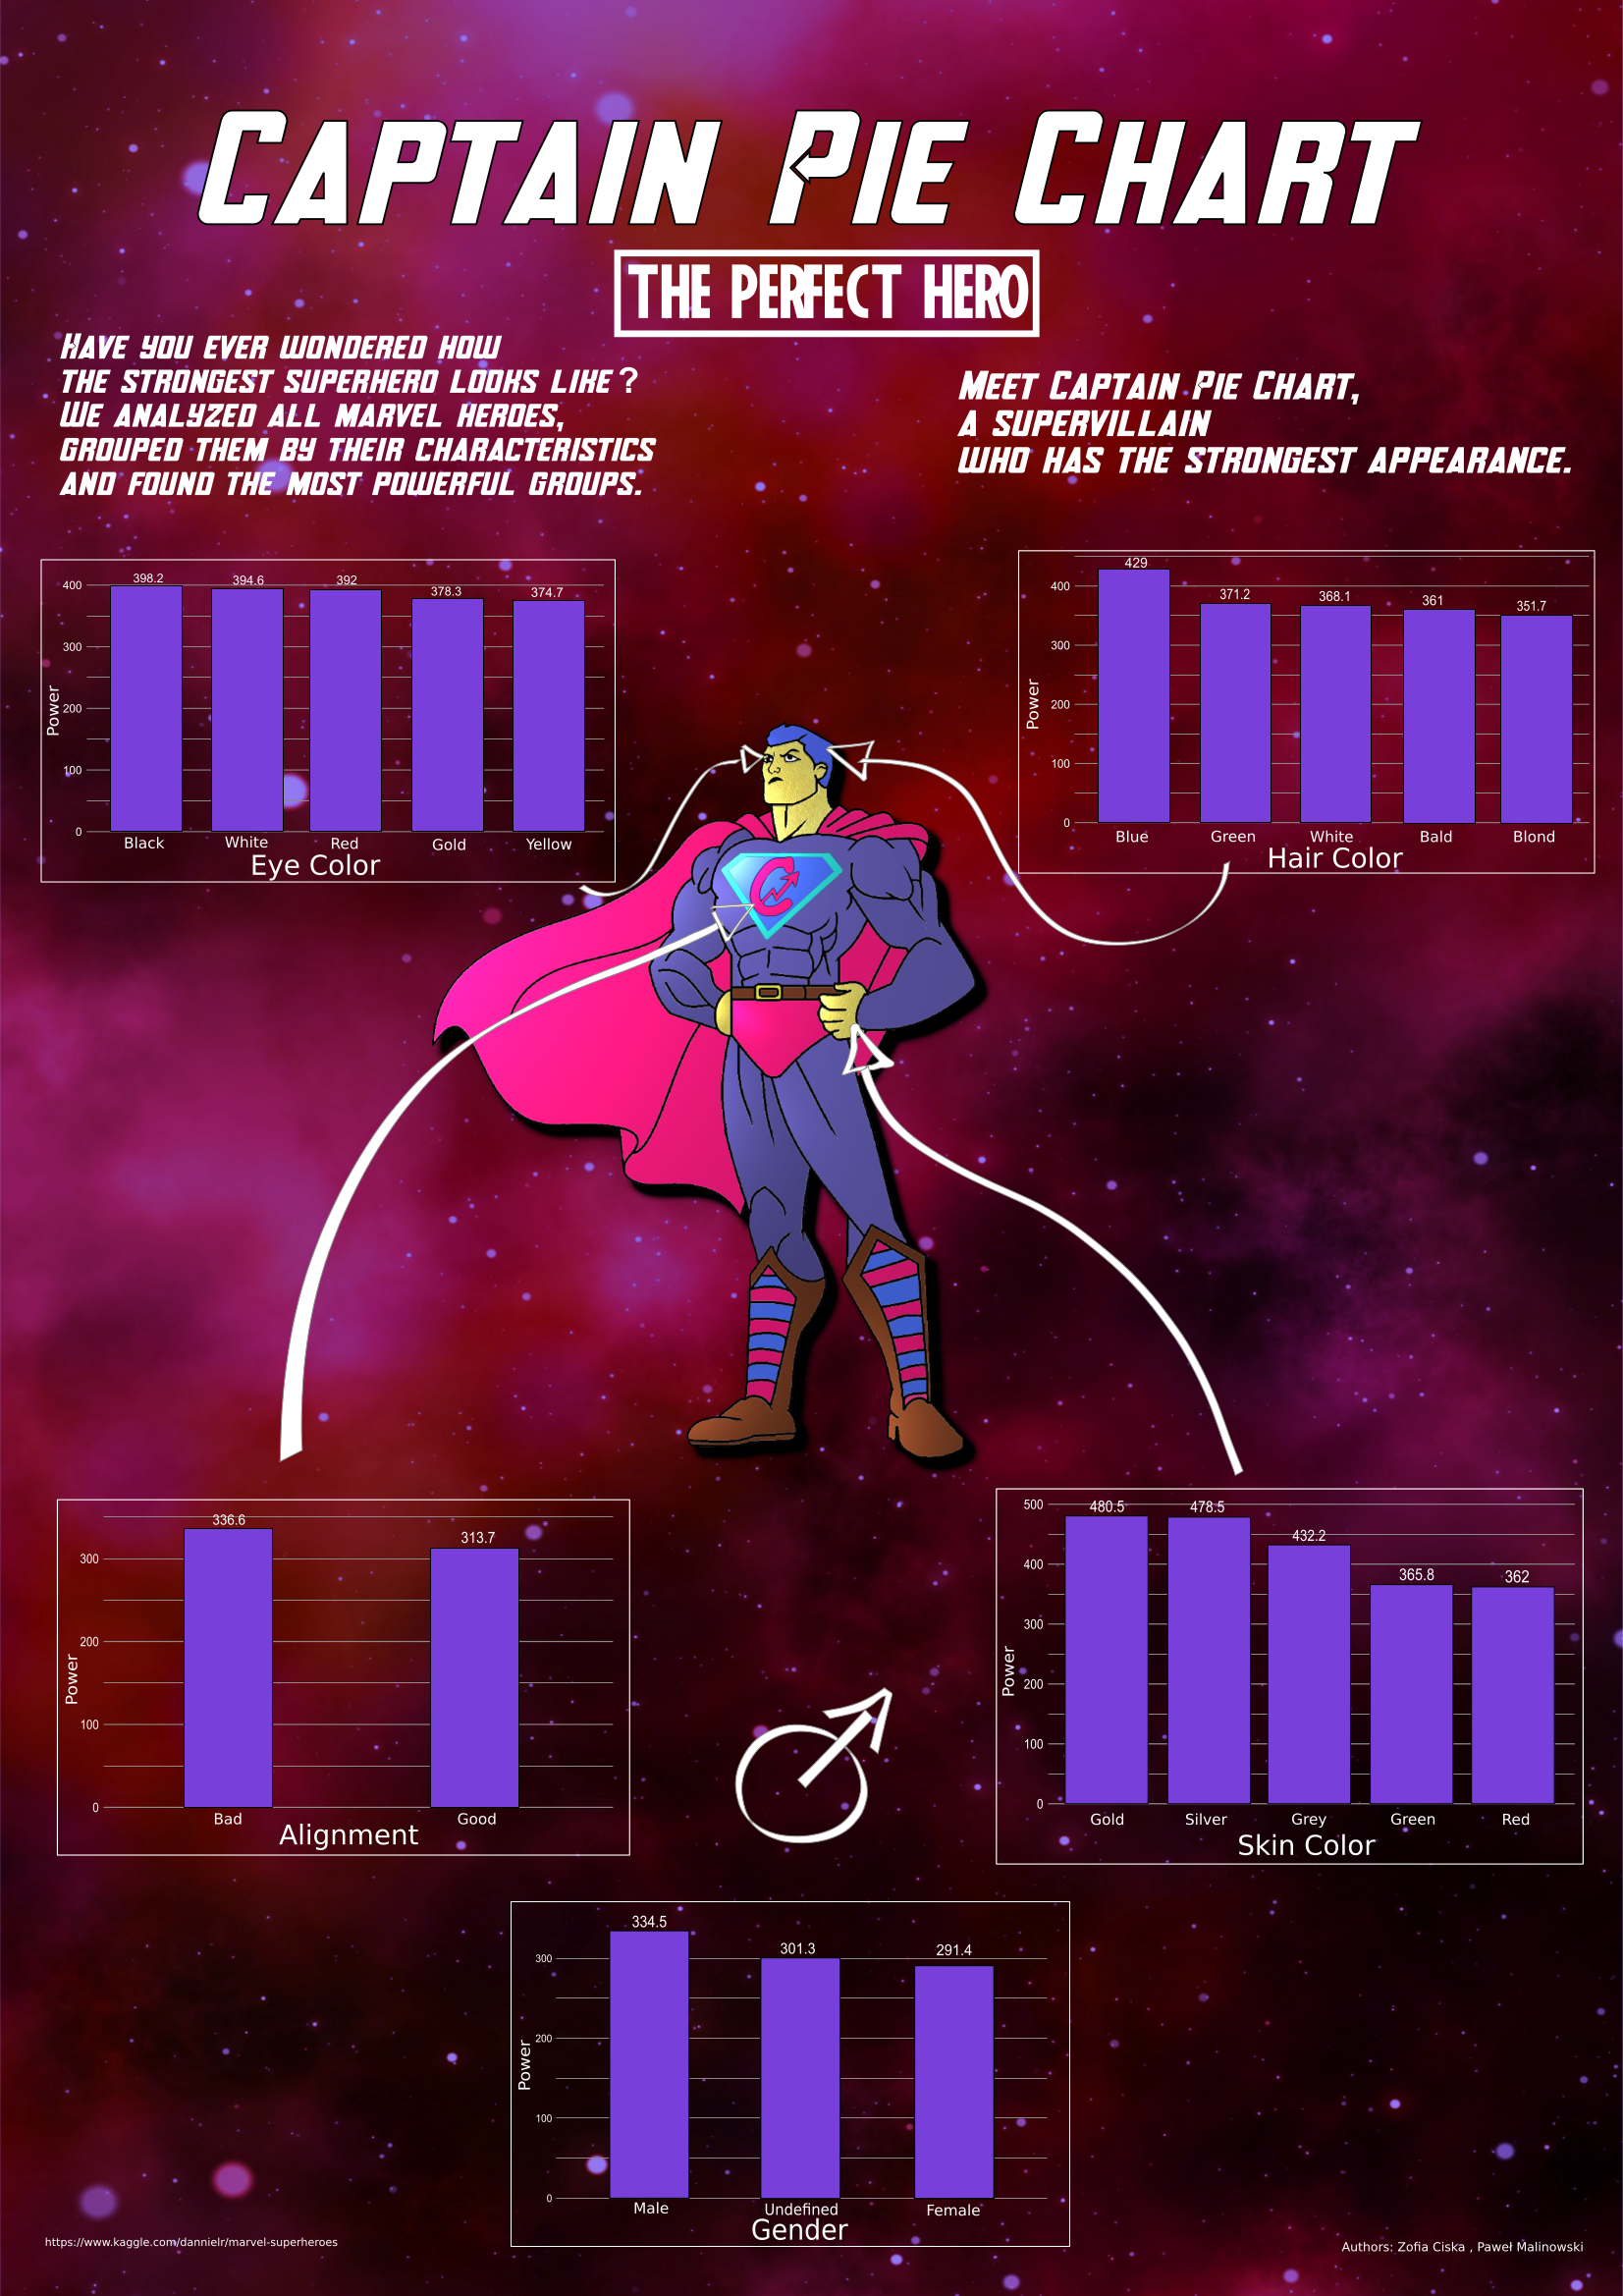 CAPTAIN PIE CHART
THE PERFECT HERO
HAVE YOU EVER WONDERED HOW
THE STRONGEST SUPERHERO LOOKS LIKE?
WE ANALYZED ALL MARVEL HEROES,
GROUPED THEM BY THEIR CHARACTERISTICS
AND FOUND THE MOST POWERFUL GROUPS.
MEET CAPTAIN PIE CHART,
A SUPERVILLAIN
WHO HAS THE STRONGEST APPEARANCE.
398.2 394.6 392 378.3 374.7
400
300
200
100
0
Power
Black White Red Gold Yellow
Eye Color
429 371.2 368.1 361 351.7
400
300
200
100
0
Power
Blue Green White Bald Blond
Hair Color
C
336.6 313.7
300
200
100
0
Power
Bad Good
Alignment
480.5 478.5 432.2 365.8 362
500
400
300
200
100
0
Power
Gold Silver Grey Green Red
Skin Color
334.5 301.3 291.4
300
200
100
0
Power
Male Undefined Female
Gender
https://www.kaggle.com/dannielr/marvel-superheroes
Authors: Zofia Ciska , Paweł Malinowski